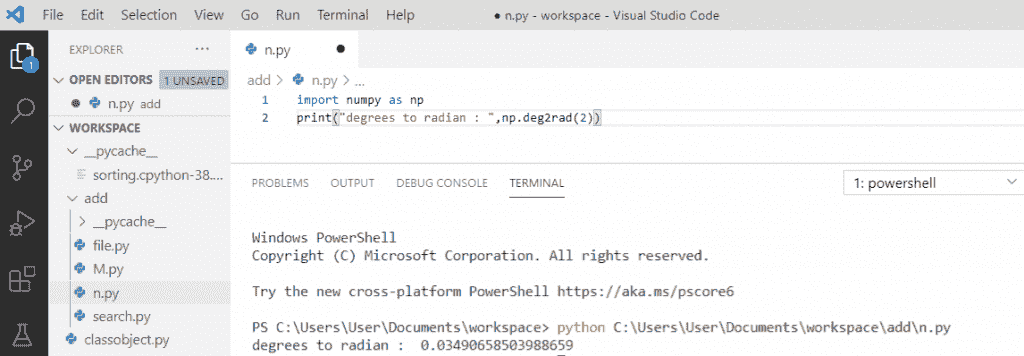 File Edit Selection View Go Run Terminal Help
● n.py - workspace - Visual Studio Code
1
EXPLORER ...
OPEN EDITORS 1 UNSAVED
● n.py add
WORKSPACE
__pycache__
sorting.cpython-38....
add
__pycache__
file.py
M.py
n.py
search.py
classobject.py
n.py ●
add > n.py > ...
1 import numpy as np
2 print("degrees to radian : ",np.deg2rad(2))
PROBLEMS OUTPUT DEBUG CONSOLE TERMINAL
1: powershell
Windows PowerShell
Copyright (C) Microsoft Corporation. All rights reserved.
Try the new cross-platform PowerShell https://aka.ms/pscore6
PS C:\Users\User\Documents\workspace> python C:\Users\User\Documents\workspace\add\n.py
degrees to radian :  0.03490658503988659